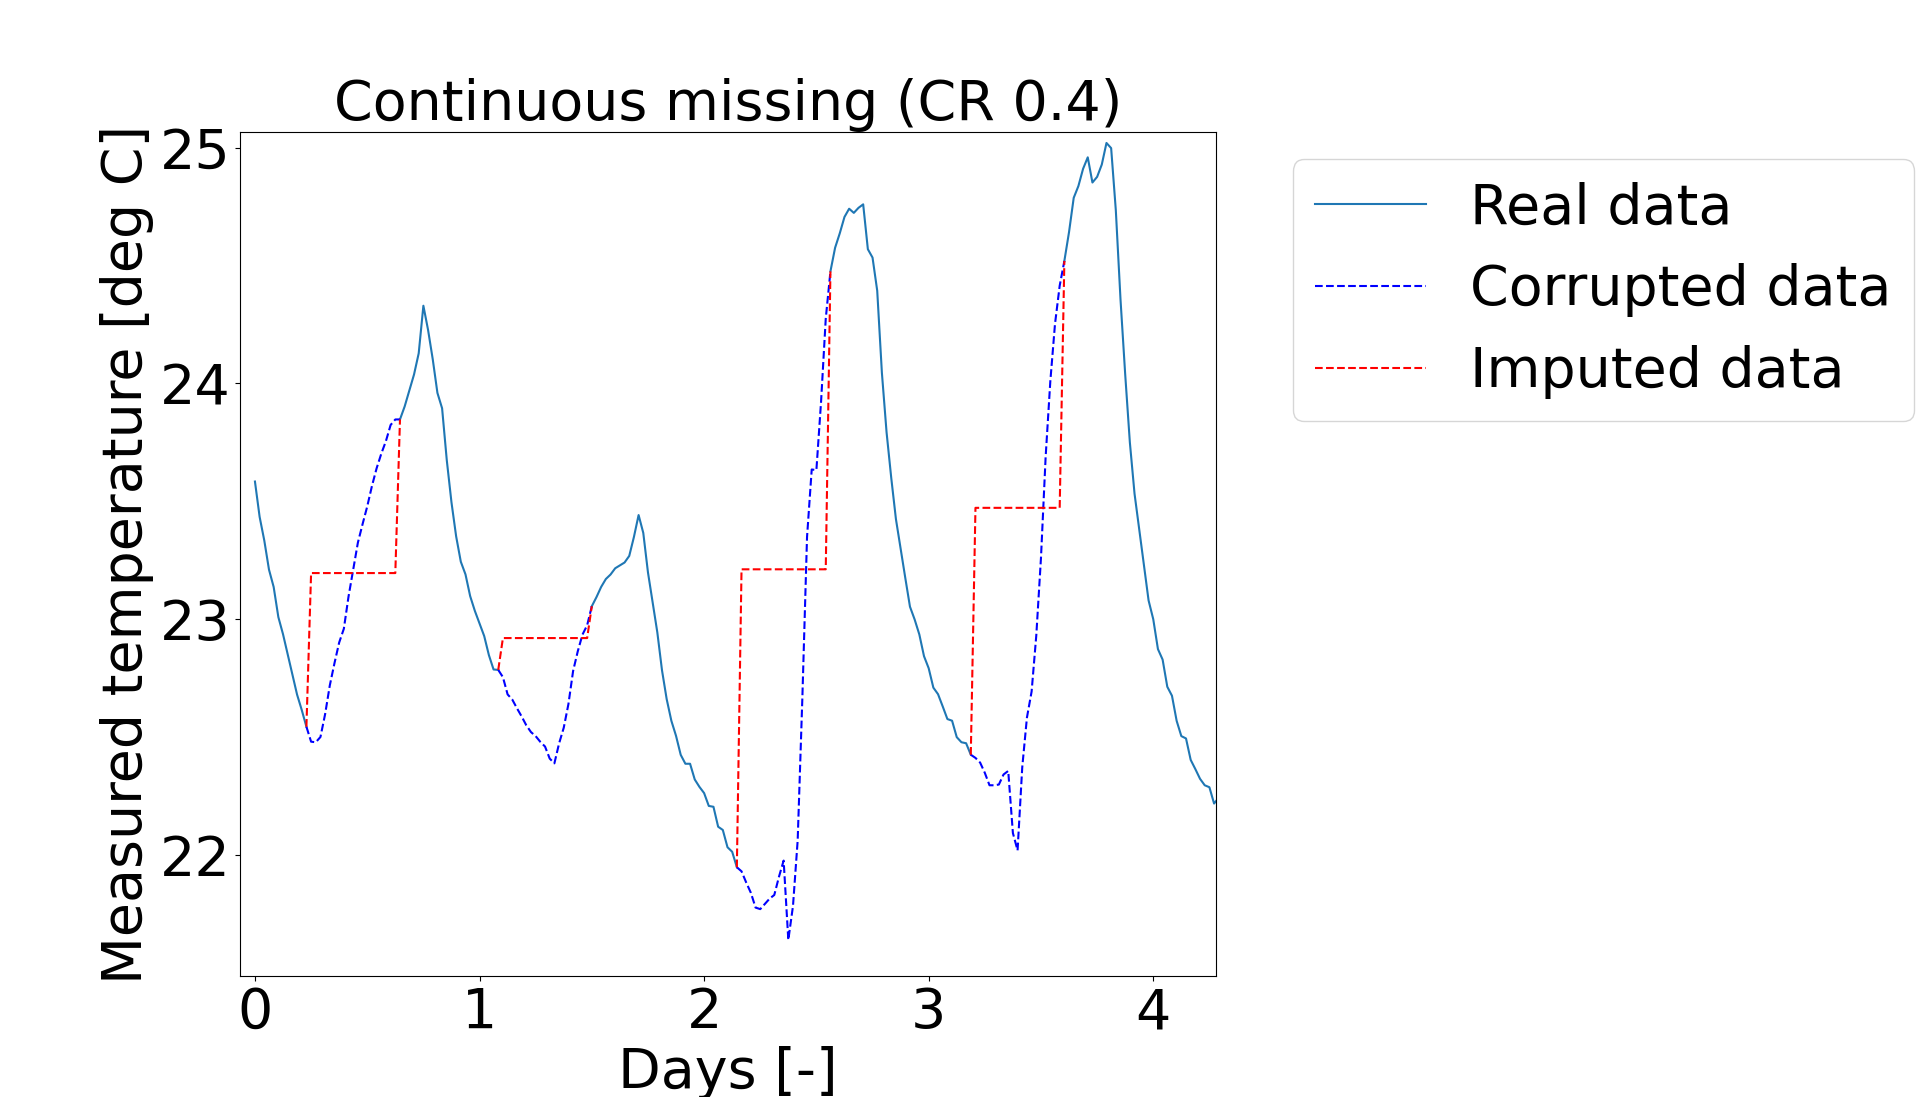 Continuous missing (CR 0.4)
Measured temperature [deg C]
25
24
23
22
0 1 2 3 4
Days [-]
Real data
Corrupted data
Imputed data